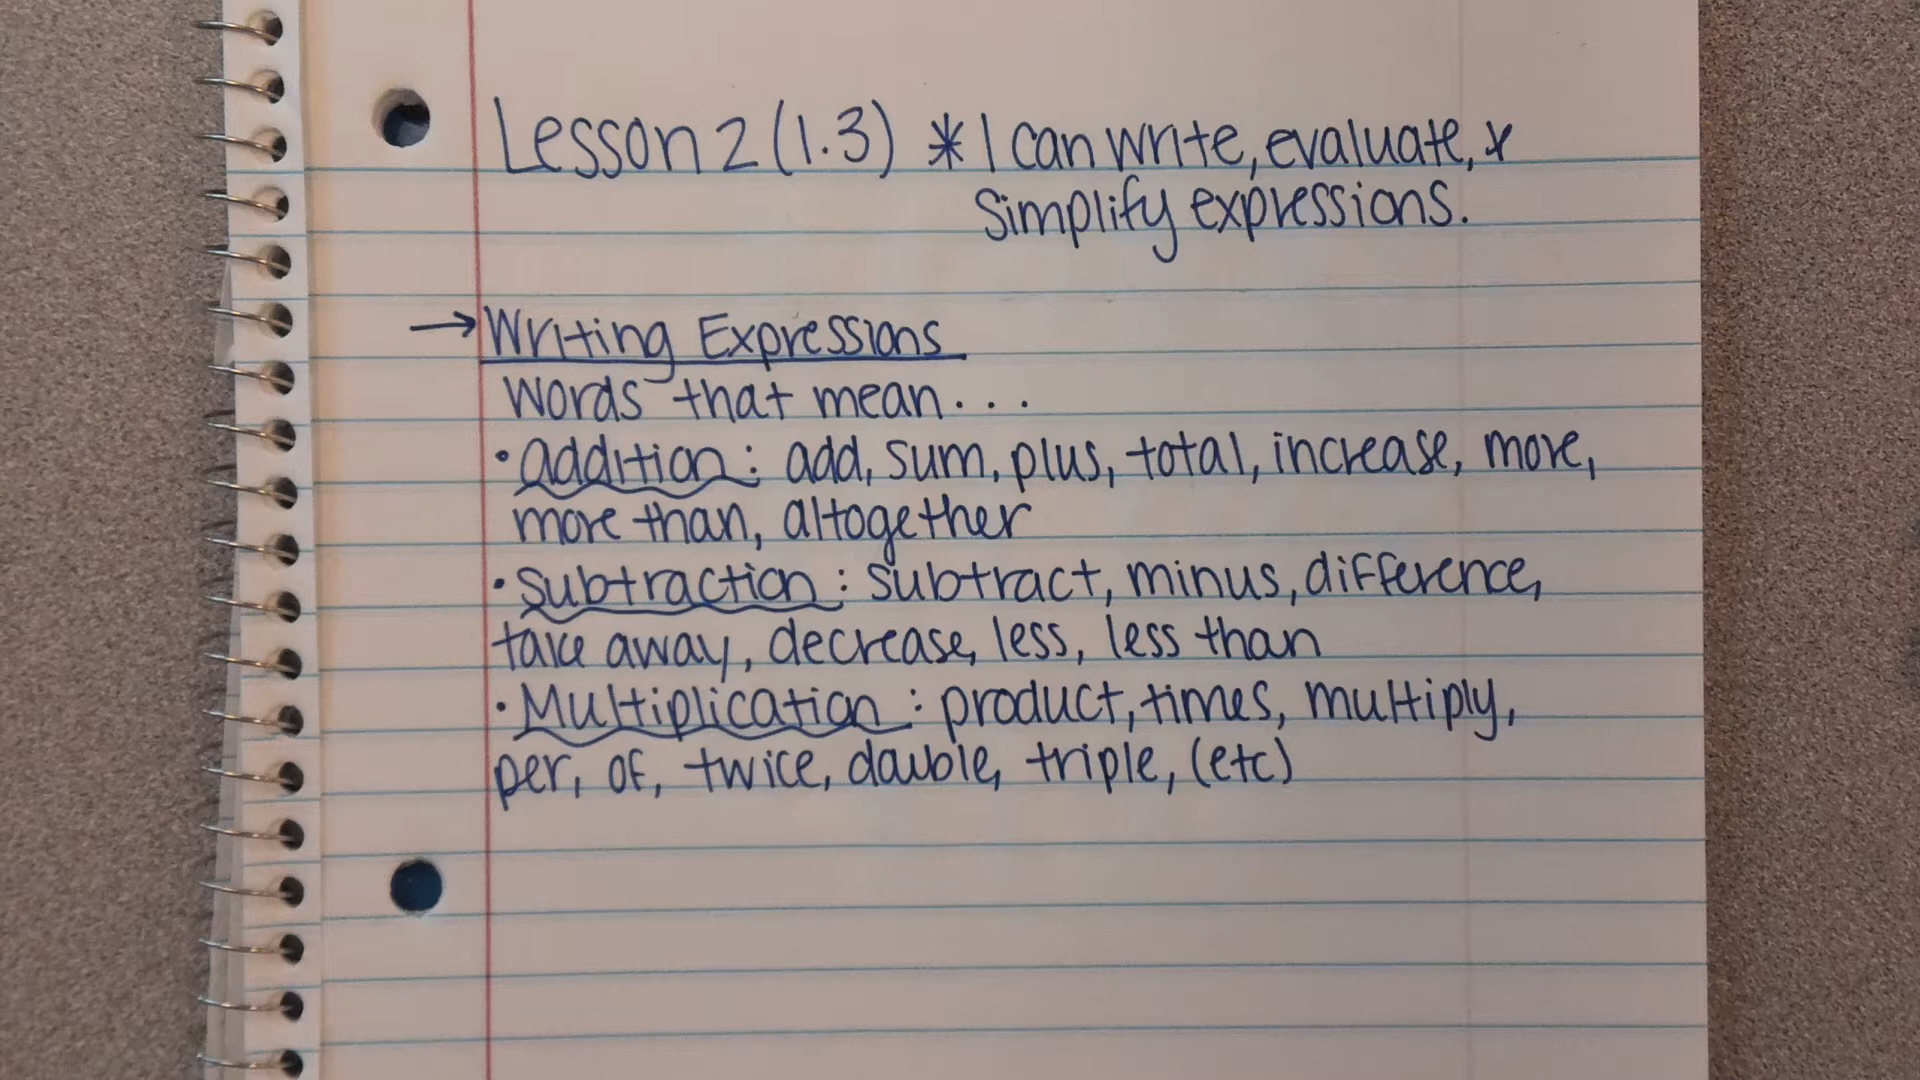 Lesson 2 (1.3) * I can write, evaluate, +
simplify expressions.
→ Writing Expressions
words that mean...
• addition: add, sum, plus, total, increase, more,
more than, altogether
• subtraction: subtract, minus, difference,
take away, decrease, less, less than
• Multiplication: product, times, multiply,
per, of, twice, double, triple, (etc)